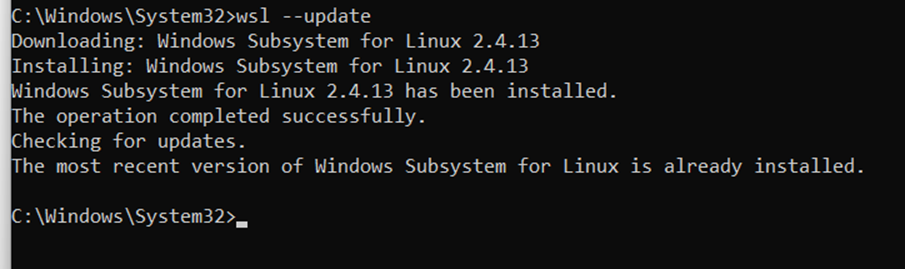 C:\Windows\System32>wsl --update
Downloading: Windows Subsystem for Linux 2.4.13
Installing: Windows Subsystem for Linux 2.4.13
Windows Subsystem for Linux 2.4.13 has been installed.
The operation completed successfully.
Checking for updates.
The most recent version of Windows Subsystem for Linux is already installed.
C:\Windows\System32>